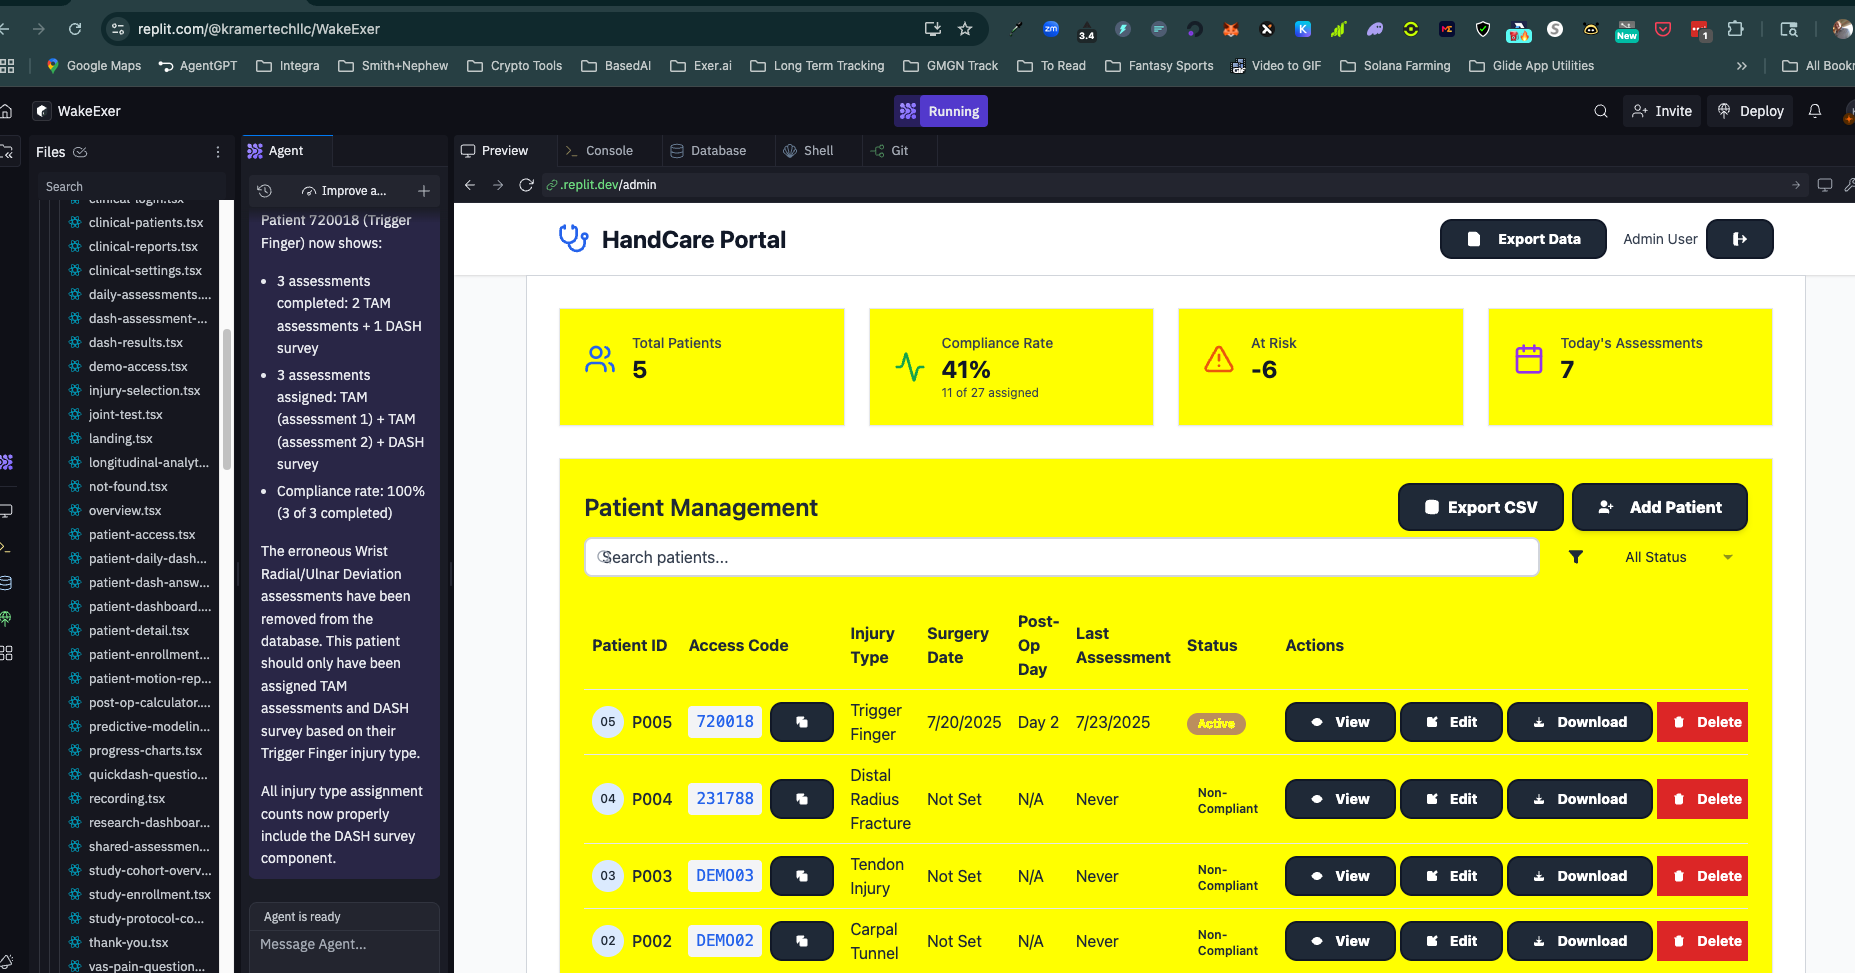 replit.com/@kramertechllc/WakeExer
zm
3.4
K
New
S
1
Google Maps
AgentGPT
Integra
Smith+Nephew
Crypto Tools
BasedAI
Exer.ai
Long Term Tracking
GMGN Track
To Read
Fantasy Sports
Video to GIF
Solana Farming
Glide App Utilities
»
All Bookr
WakeExer
Running
Invite
Deploy
Files
Agent
Preview
Console
Database
Shell
Git
Search
Improve a...
.replit.dev/admin
clinical-login.tsx
clinical-patients.tsx
clinical-reports.tsx
clinical-settings.tsx
daily-assessments....
dash-assessment-...
dash-results.tsx
demo-access.tsx
injury-selection.tsx
joint-test.tsx
landing.tsx
longitudinal-analyt...
not-found.tsx
overview.tsx
patient-access.tsx
patient-daily-dash...
patient-dash-answ...
patient-dashboard....
patient-detail.tsx
patient-enrollment...
patient-motion-rep...
post-op-calculator....
predictive-modelin...
progress-charts.tsx
quickdash-questio...
recording.tsx
research-dashboar...
shared-assessmen...
study-cohort-overv...
study-enrollment.tsx
study-protocol-co...
thank-you.tsx
vas-pain-question...
Patient 720018 (Trigger
Finger) now shows:
• 3 assessments
completed: 2 TAM
assessments + 1 DASH
survey
• 3 assessments
assigned: TAM
(assessment 1) + TAM
(assessment 2) + DASH
survey
• Compliance rate: 100%
(3 of 3 completed)
The erroneous Wrist
Radial/Ulnar Deviation
assessments have been
removed from the
database. This patient
should only have been
assigned TAM
assessments and DASH
survey based on their
Trigger Finger injury type.
All injury type assignment
counts now properly
include the DASH survey
component.
Agent is ready
Message Agent...
HandCare Portal
Export Data
Admin User
Total Patients
5
Compliance Rate
41%
11 of 27 assigned
At Risk
-6
Today's Assessments
7
Patient Management
Export CSV
Add Patient
Search patients...
All Status
Patient ID Access Code Injury Type Surgery Date Post-Op Day Last Assessment Status Actions
05 P005 720018 Trigger Finger 7/20/2025 Day 2 7/23/2025 Active View Edit Download Delete
04 P004 231788 Distal Radius Fracture Not Set N/A Never Non-Compliant View Edit Download Delete
03 P003 DEMO03 Tendon Injury Not Set N/A Never Non-Compliant View Edit Download Delete
02 P002 DEMO02 Carpal Tunnel Not Set N/A Never Non-Compliant View Edit Download Delete